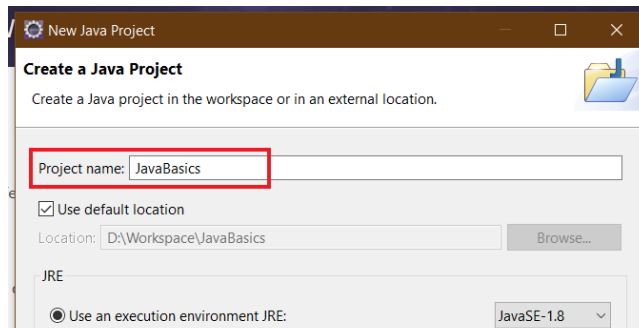 New Java Project
Create a Java Project
Create a Java project in the workspace or in an external location.
Project name: JavaBasics
Use default location
Location: D:\Workspace\JavaBasics Browse...
JRE
Use an execution environment JRE: JavaSE-1.8